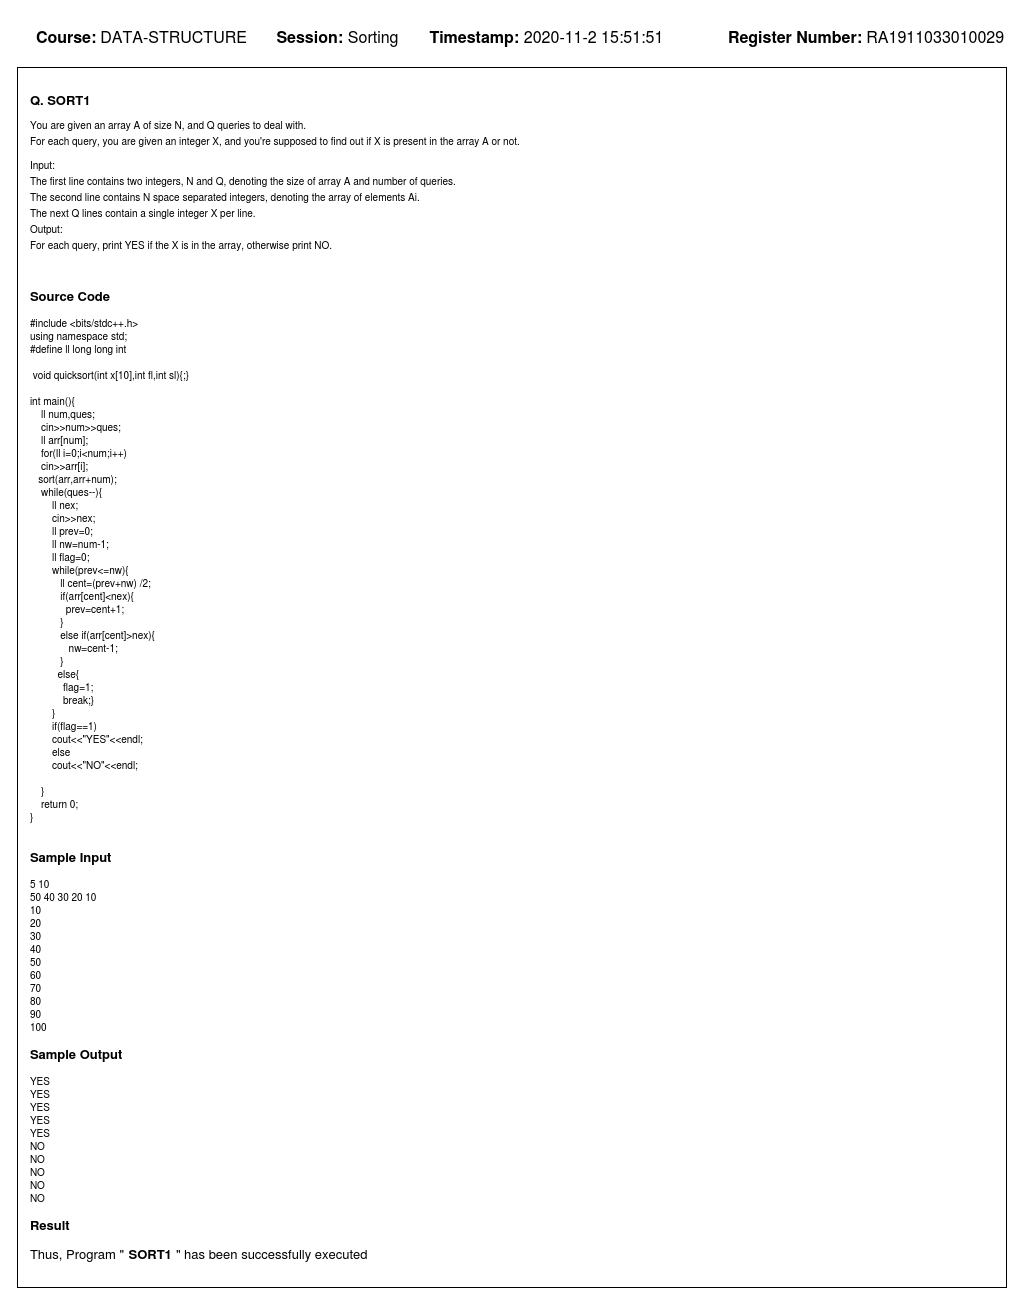 Course: DATA-STRUCTURE Session: Sorting Timestamp: 2020-11-2 15:51:51 Register Number: RA1911033010029
Q. SORT1
You are given an array A of size N, and Q queries to deal with.
For each query, you are given an integer X, and you're supposed to find out if X is present in the array A or not.
Input:
The first line contains two integers, N and Q, denoting the size of array A and number of queries.
The second line contains N space separated integers, denoting the array of elements Ai.
The next Q lines contain a single integer X per line.
Output:
For each query, print YES if the X is in the array, otherwise print NO.
Source Code
#include <bits/stdc++.h>
using namespace std;
#define ll long long int
void quicksort(int x[10],int fl,int sl){;}
int main(){
ll num,ques;
cin>>num>>ques;
ll arr[num];
for(ll i=0;i<num;i++)
cin>>arr[i];
sort(arr,arr+num);
while(ques--){
ll nex;
cin>>nex;
ll prev=0;
ll nw=num-1;
ll flag=0;
while(prev<=nw){
ll cent=(prev+nw) /2;
if(arr[cent]<nex){
prev=cent+1;
}
else if(arr[cent]>nex){
nw=cent-1;
}
else{
flag=1;
break;}
}
if(flag==1)
cout<<"YES"<<endl;
else
cout<<"NO"<<endl;
}
return 0;
}
Sample Input
5 10
50 40 30 20 10
10
20
30
40
50
60
70
80
90
100
Sample Output
YES
YES
YES
YES
YES
NO
NO
NO
NO
NO
Result
Thus, Program " SORT1 " has been successfully executed